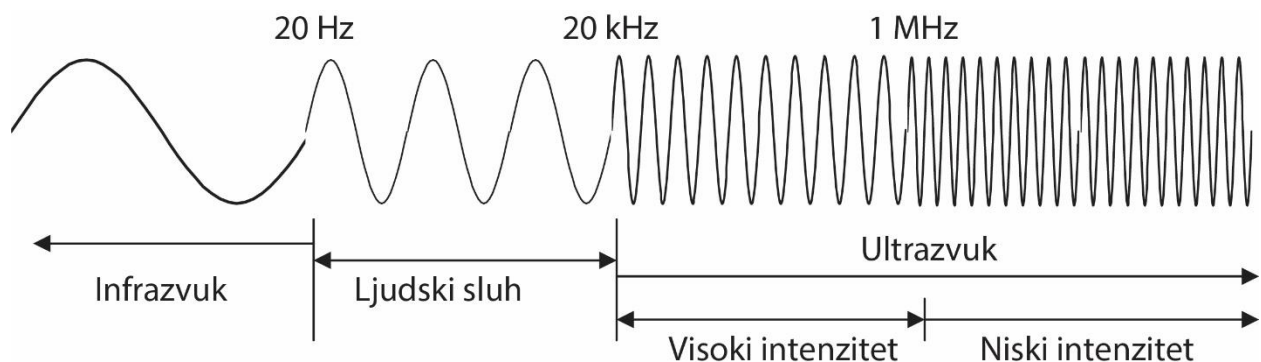 20 Hz 20 kHz 1 MHz
Ultrazvuk
Infrazvuk Ljudski sluh
Visoki intenzitet Niski intenzitet